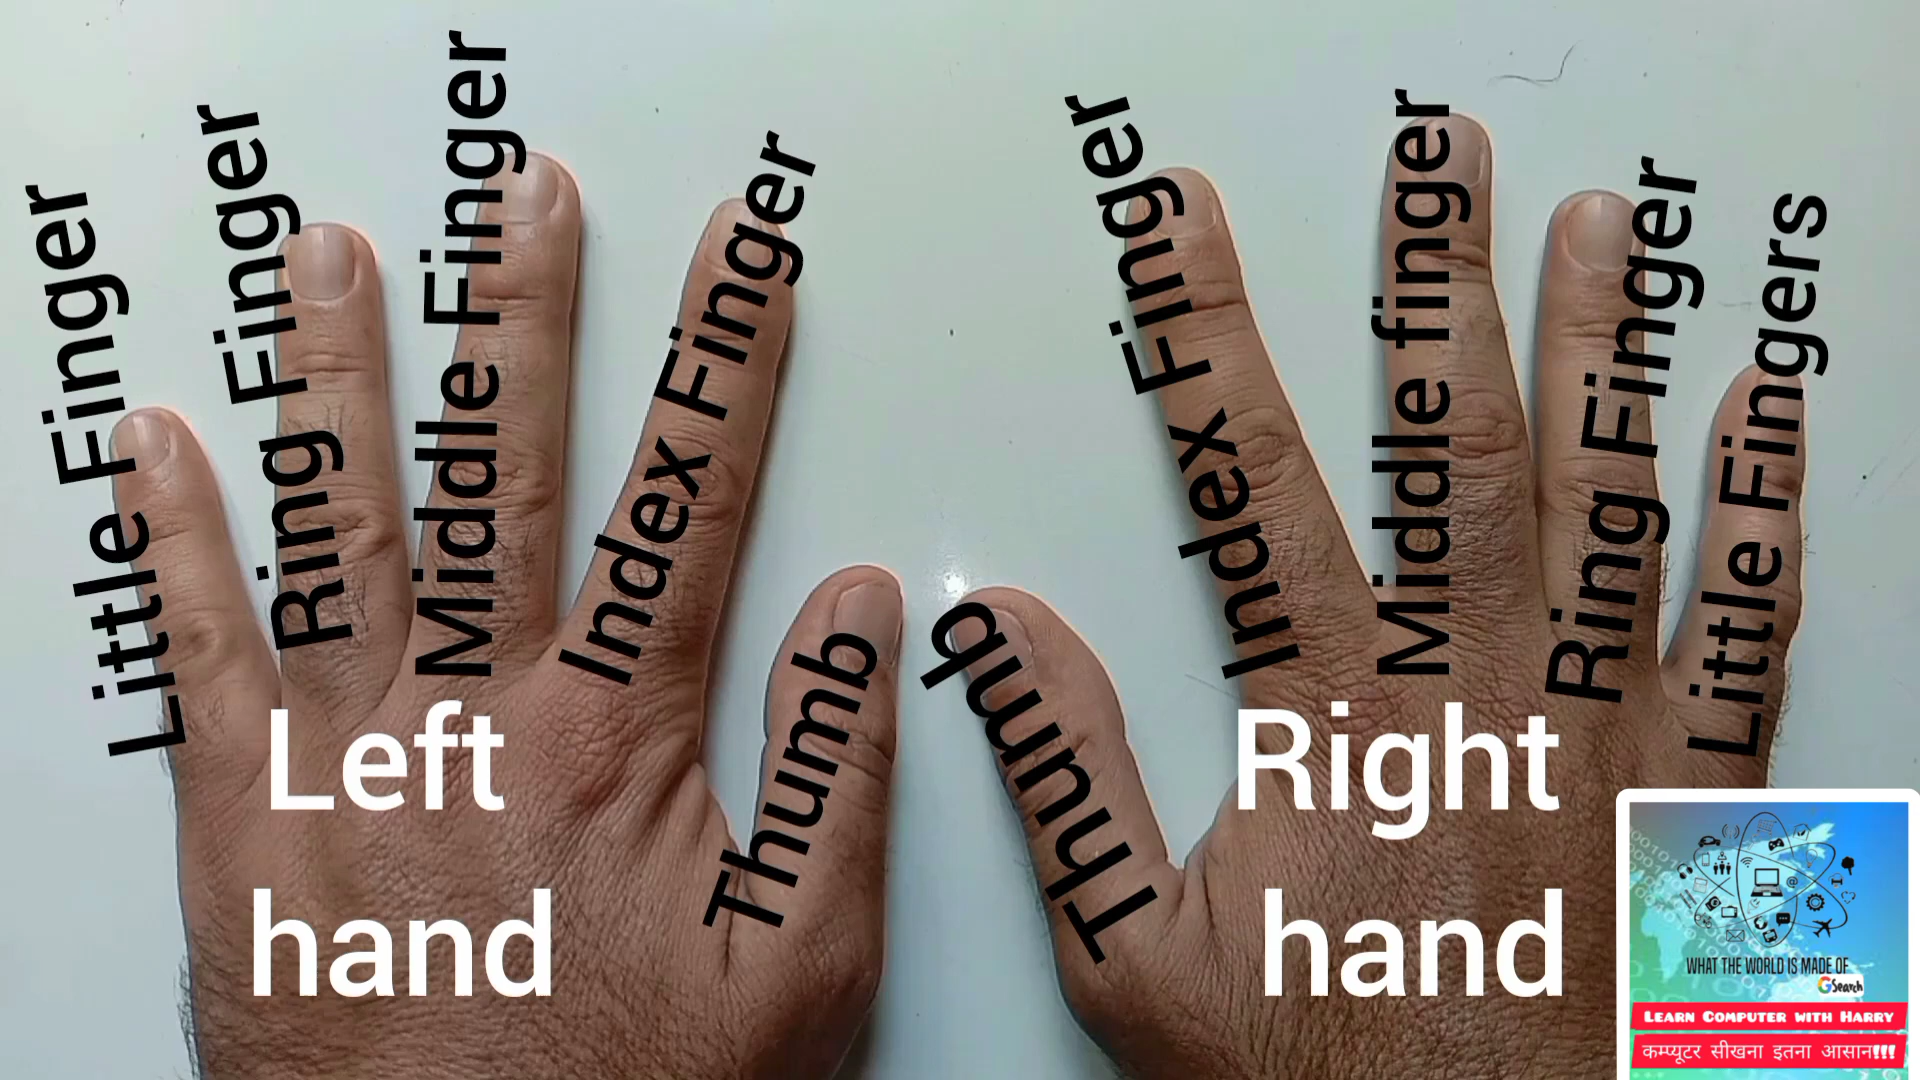 Little Finger
Ring Finger
Middle Finger
Index Finger
Thumb
Thumb
Index Finger
Middle finger
Ring Finger
Little Fingers
Left
hand
Right
hand
WHAT THE WORLD IS MADE OF
GSearch
LEARN COMPUTER WITH HARRY
कम्प्यूटर सीखना इतना आसान!!!